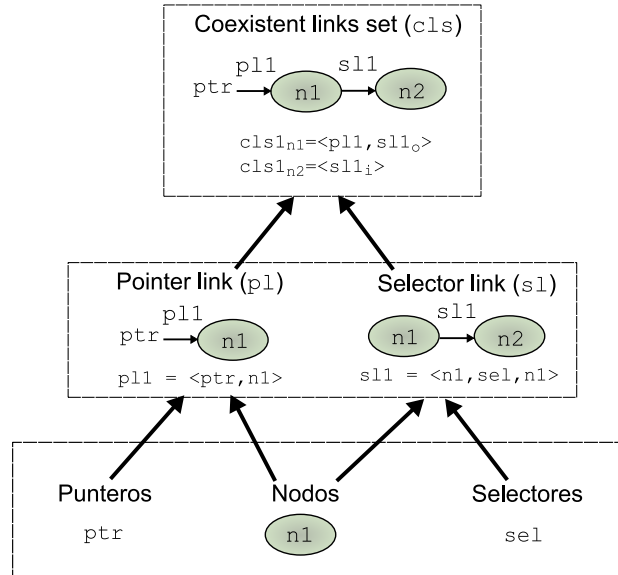 Coexistent links set (cls)
pl1 sl1
ptr n1 n2
cls1n1=<pl1,sl1o>
cls1n2=<sl1i>
Pointer link (pl)
pl1
ptr n1
pl1 = <ptr,n1>
Selector link (sl)
sl1
n1 n2
sl1 = <n1,sel,n1>
Punteros Nodos Selectores
ptr n1 sel